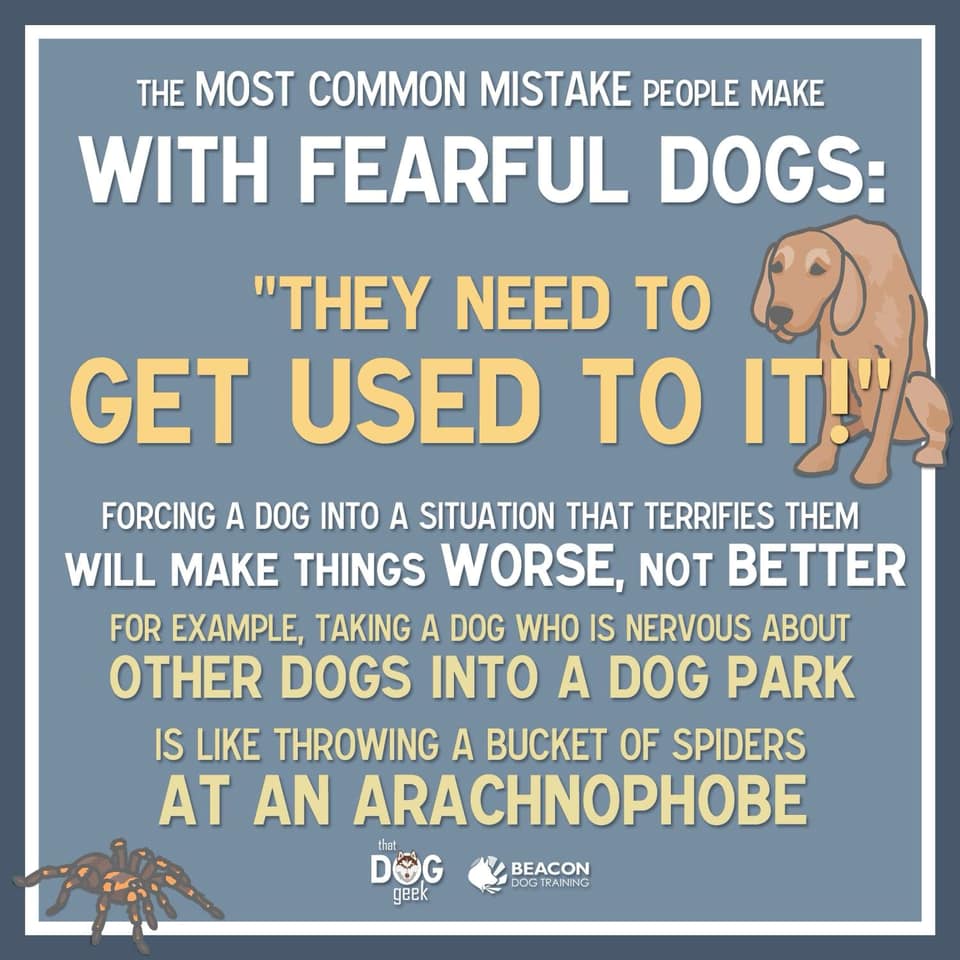 THE MOST COMMON MISTAKE PEOPLE MAKE
WITH FEARFUL DOGS:
"THEY NEED TO
GET USED TO IT!"
FORCING A DOG INTO A SITUATION THAT TERRIFIES THEM
WILL MAKE THINGS WORSE, NOT BETTER
FOR EXAMPLE, TAKING A DOG WHO IS NERVOUS ABOUT
OTHER DOGS INTO A DOG PARK
IS LIKE THROWING A BUCKET OF SPIDERS
AT AN ARACHNOPHOBE
that
DOG
geek
BEACON
DOG TRAINING